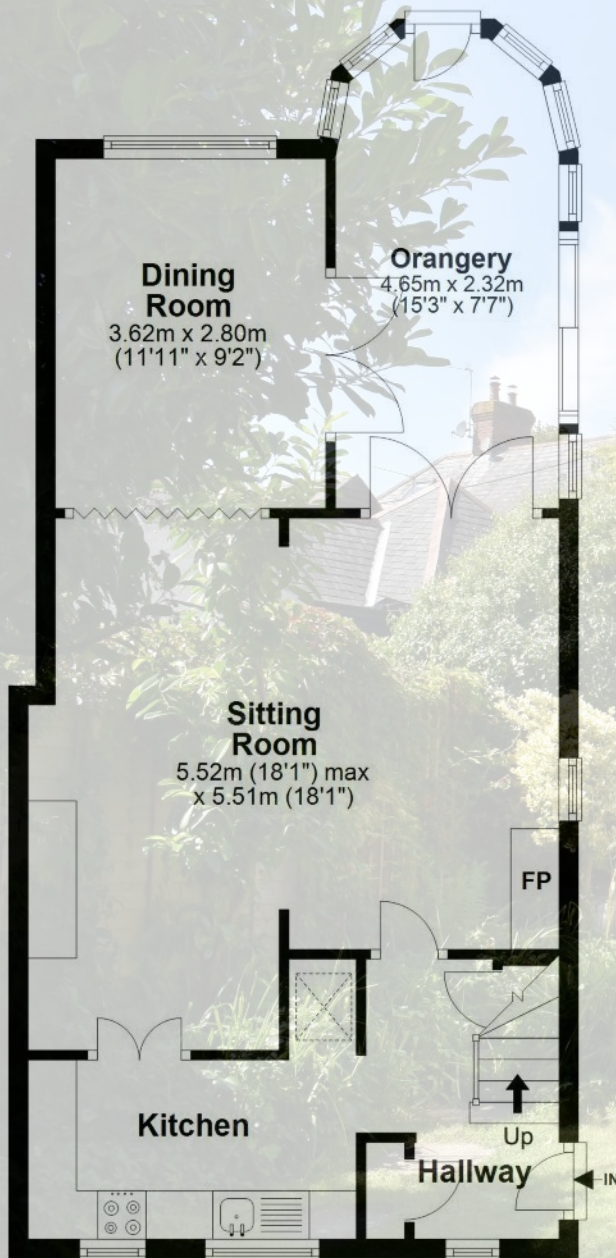 Orangery
4.65m x 2.32m
(15'3" x 7'7")
Dining
Room
3.62m x 2.80m
(11'11" x 9'2")
Sitting
Room
5.52m (18'1") max
x 5.51m (18'1")
FP
Kitchen
Up
Hallway
IN